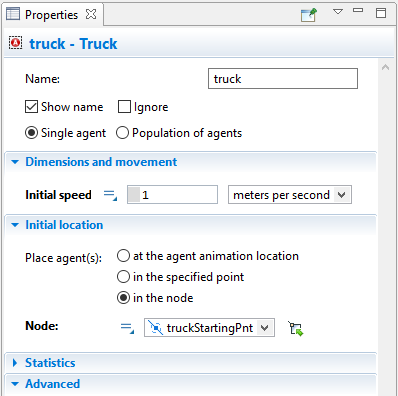 Properties
truck - Truck
Name: truck
Show name Ignore
Single agent Population of agents
Dimensions and movement
Initial speed 1 meters per second
Initial location
Place agent(s): at the agent animation location
in the specified point
in the node
Node: truckStartingPnt
Statistics
Advanced